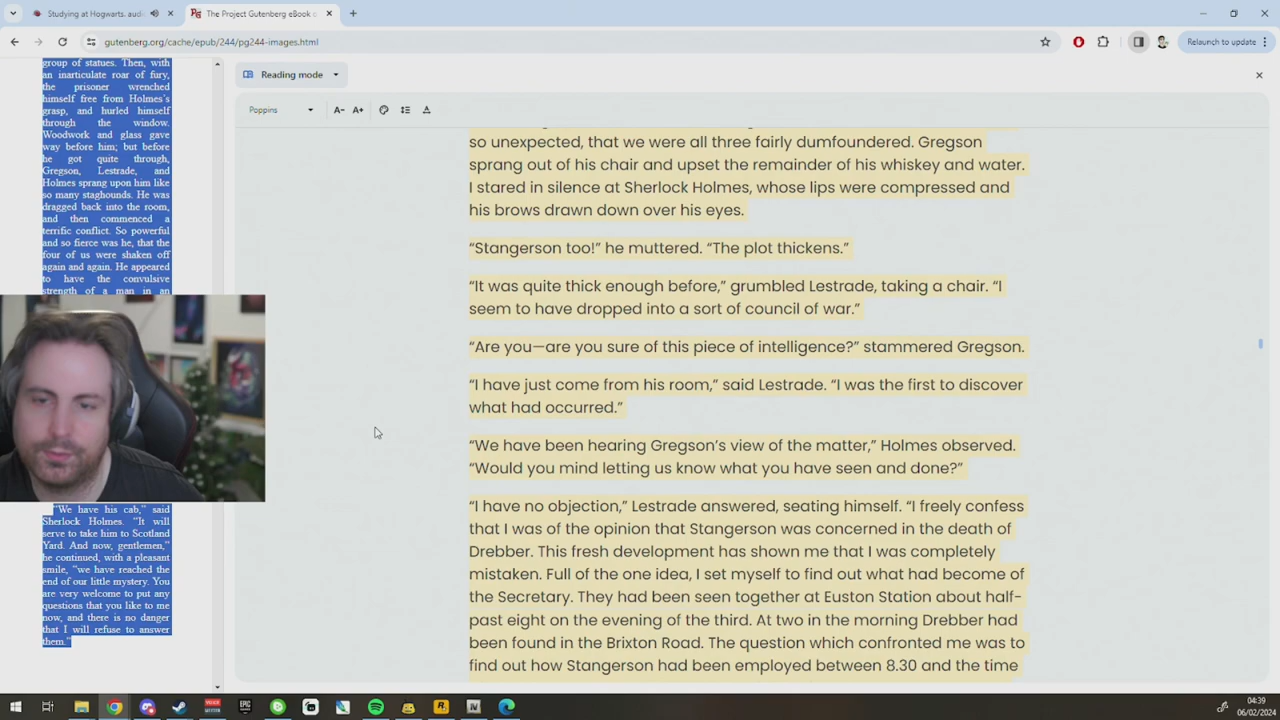 Studying at Hogwarts. audi
The Project Gutenberg eBook o
gutenberg.org/cache/epub/244/pg244-images.html
Relaunch to update
group of statues. Then, with
an inarticulate roar of fury,
the prisoner wrenched
himself free from Holmes's
grasp, and hurled himself
through the window.
Woodwork and glass gave
way before him; but before
he got quite through,
Gregson, Lestrade, and
Holmes sprang upon him like
so many staghounds. He was
dragged back into the room,
and then commenced a
terrific conflict. So powerful
and so fierce was he, that the
four of us were shaken off
again and again. He appeared
to have the convulsive
strength of a man in an
“We have his cab,” said
Sherlock Holmes. “It will
serve to take him to Scotland
Yard. And now, gentlemen,”
he continued, with a pleasant
smile, “we have reached the
end of our little mystery. You
are very welcome to put any
questions that you like to me
now, and there is no danger
that I will refuse to answer
them.”
Reading mode
Poppins
A-
A+
so unexpected, that we were all three fairly dumfoundered. Gregson
sprang out of his chair and upset the remainder of his whiskey and water.
I stared in silence at Sherlock Holmes, whose lips were compressed and
his brows drawn down over his eyes.
“Stangerson too!” he muttered. “The plot thickens.”
“It was quite thick enough before,” grumbled Lestrade, taking a chair. “I
seem to have dropped into a sort of council of war.”
“Are you—are you sure of this piece of intelligence?” stammered Gregson.
“I have just come from his room,” said Lestrade. “I was the first to discover
what had occurred.”
“We have been hearing Gregson’s view of the matter,” Holmes observed.
“Would you mind letting us know what you have seen and done?”
“I have no objection,” Lestrade answered, seating himself. “I freely confess
that I was of the opinion that Stangerson was concerned in the death of
Drebber. This fresh development has shown me that I was completely
mistaken. Full of the one idea, I set myself to find out what had become of
the Secretary. They had been seen together at Euston Station about half-
past eight on the evening of the third. At two in the morning Drebber had
been found in the Brixton Road. The question which confronted me was to
find out how Stangerson had been employed between 8.30 and the time
04:39
06/02/2024